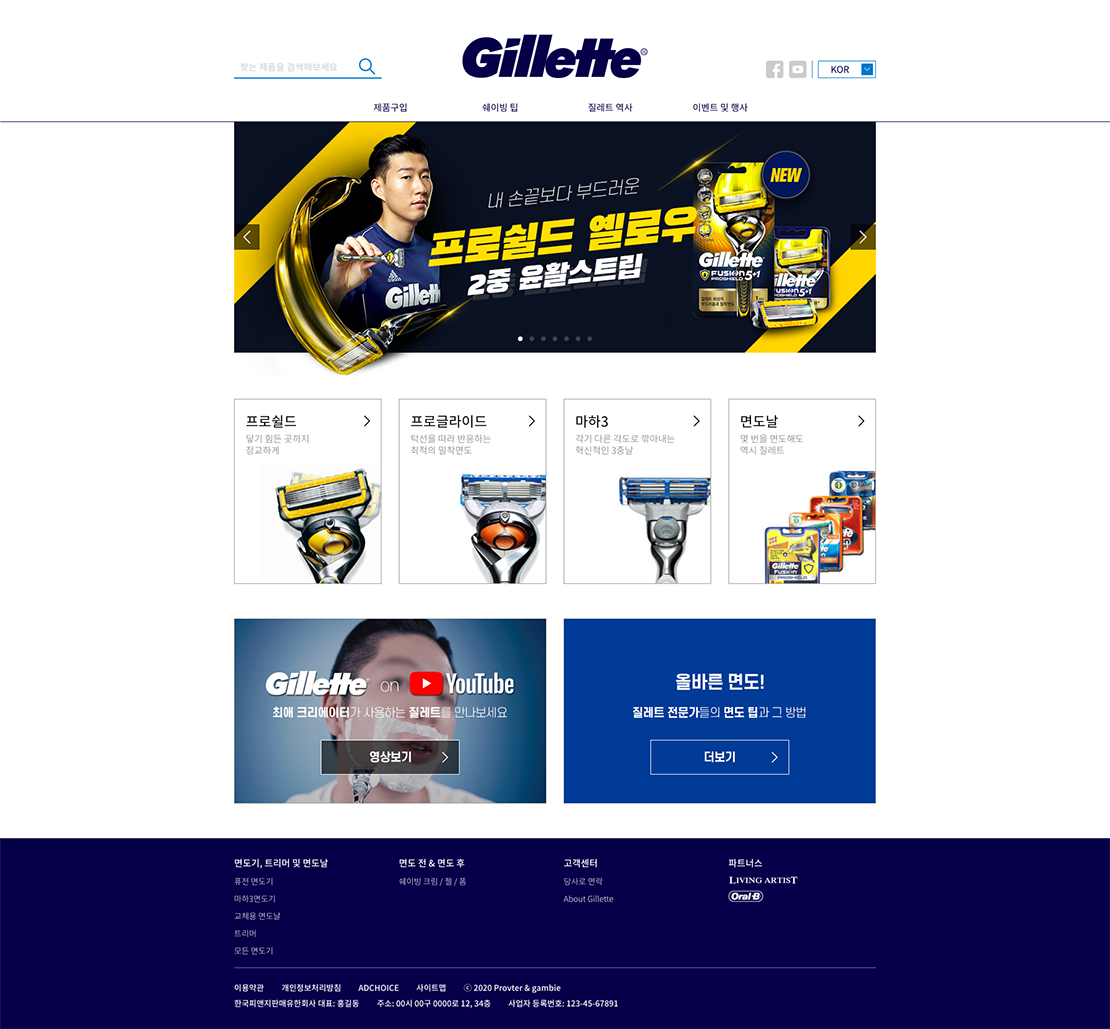 Gillette®
찾는 제품을 검색해보세요
KOR
제품구입
쉐이빙 팁
질레트 역사
이벤트 및 행사
내 손끝보다 부드러운
프로쉴드 옐로우
2중 윤활스트립
NEW
adidas
Gillette
Gillette
FUSION 5+1
PROSHIELD
Gillette
FUSION 5+1
PROSHIELD
프로쉴드
닿기 힘든 곳까지
정교하게
프로글라이드
턱선을 따라 반응하는
최적의 밀착면도
마하3
각기 다른 각도로 깎아내는
혁신적인 3중날
면도날
몇 번을 면도해도
역시 질레트
Gillette
FUSION
PROSHIELD
Gillette® on YouTube
최애 크리에이터가 사용하는 질레트를 만나보세요
영상보기
올바른 면도!
질레트 전문가들의 면도 팁과 그 방법
더보기
면도기, 트리머 및 면도날
퓨전 면도기
마하3면도기
교체용 면도날
트리머
모든 면도기
면도 전 & 면도 후
쉐이빙 크림 / 젤 / 폼
고객센터
당사로 연락
About Gillette
파트너스
LIVING ARTIST
Oral-B
이용약관 개인정보처리방침 ADCHOICE 사이트맵 ⓒ 2020 Provter & gambie
한국피앤지판매유한회사 대표: 홍길동 주소: 00시 00구 0000로 12, 34층 사업자 등록번호: 123-45-67891